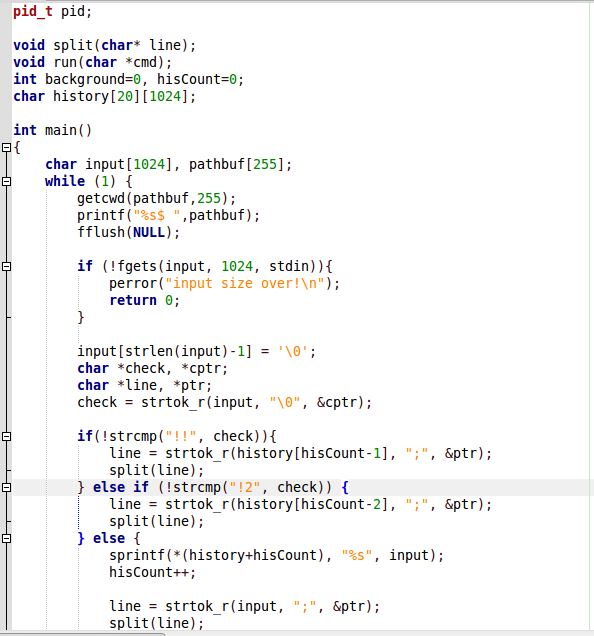 pid_t pid;
void split(char* line);
void run(char *cmd);
int background=0, hisCount=0;
char history[20][1024];
int main()
{
char input[1024], pathbuf[255];
while (1) {
getcwd(pathbuf,255);
printf("%s$ ",pathbuf);
fflush(NULL);
if (!fgets(input, 1024, stdin)){
perror("input size over!\n");
return 0;
}
input[strlen(input)-1] = '\0';
char *check, *cptr;
char *line, *ptr;
check = strtok_r(input, "\0", &cptr);
if(!strcmp("!!", check)){
line = strtok_r(history[hisCount-1], ";", &ptr);
split(line);
} else if (!strcmp("!2", check)) {
line = strtok_r(history[hisCount-2], ";", &ptr);
split(line);
} else {
sprintf(*(history+hisCount), "%s", input);
hisCount++;
line = strtok_r(input, ";", &ptr);
split(line);